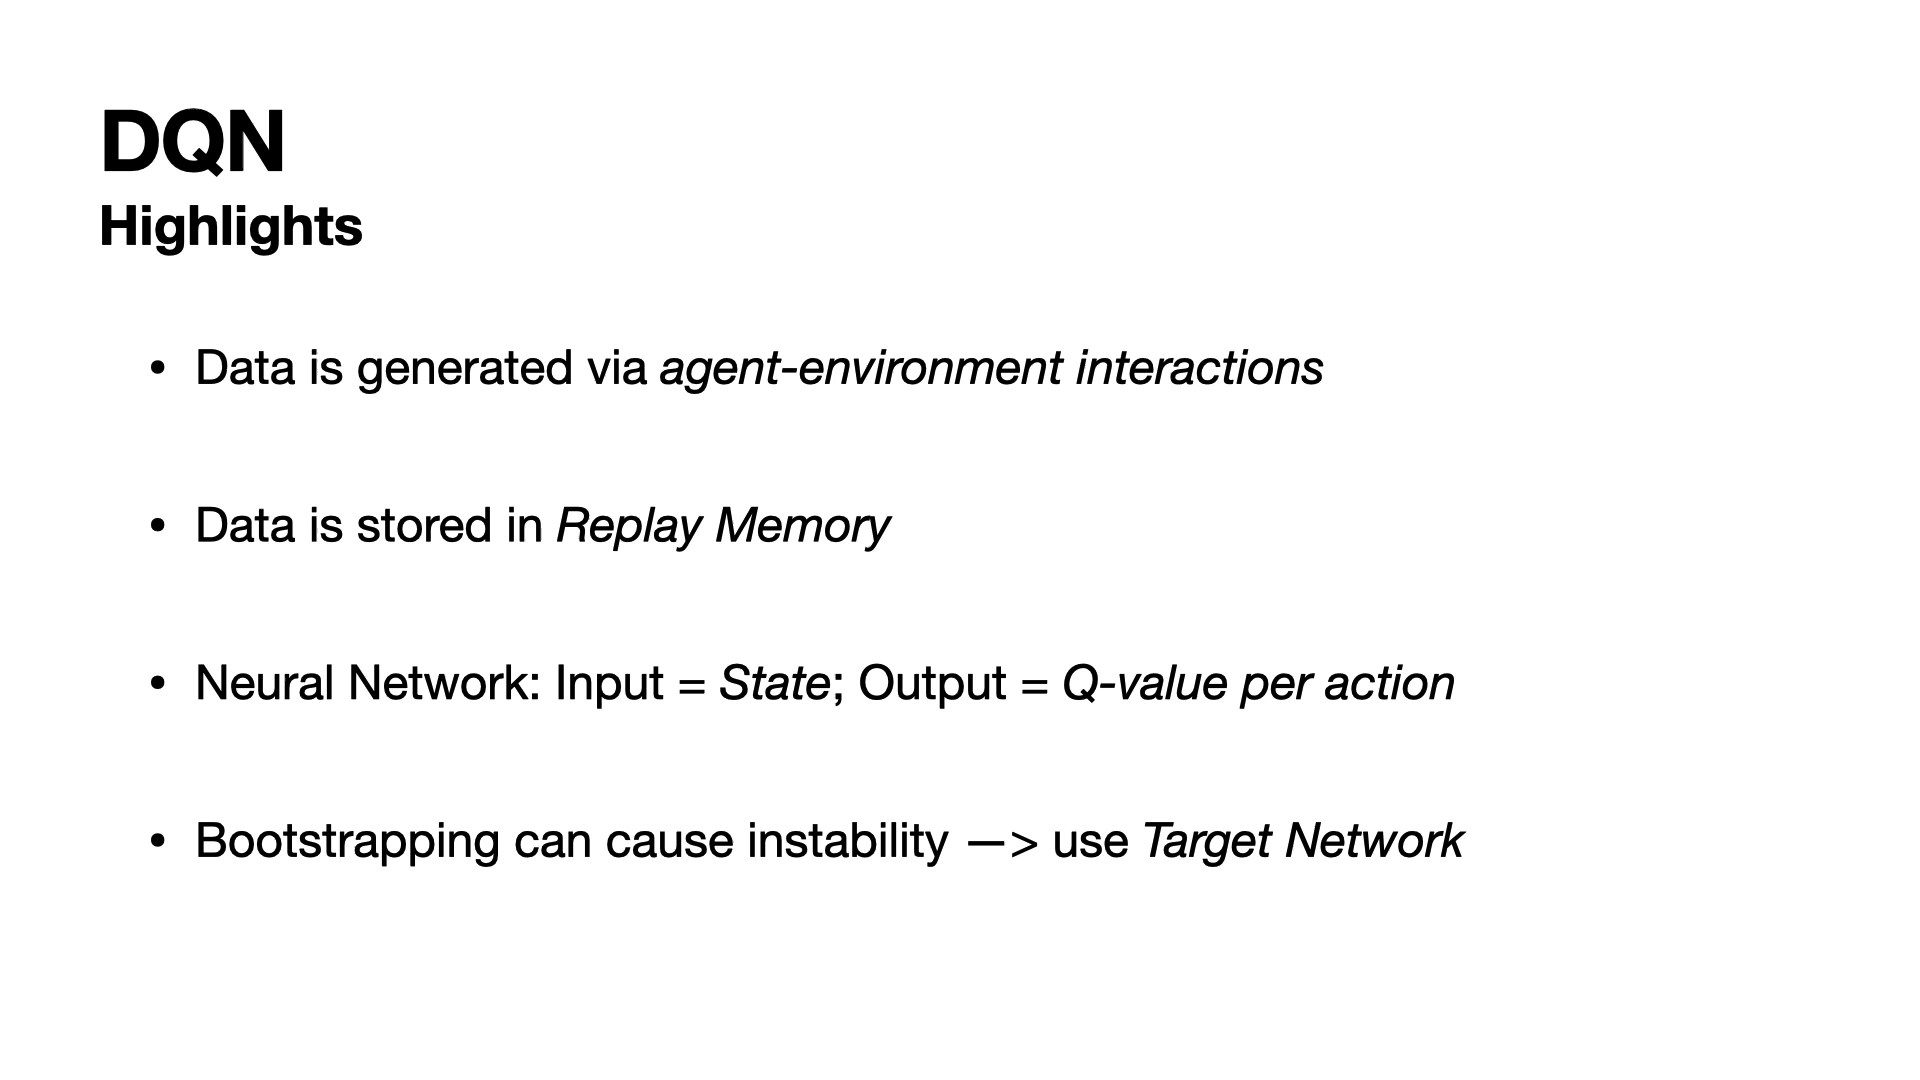 DQN
Highlights
• Data is generated via agent-environment interactions
• Data is stored in Replay Memory
• Neural Network: Input = State; Output = Q-value per action
• Bootstrapping can cause instability —> use Target Network